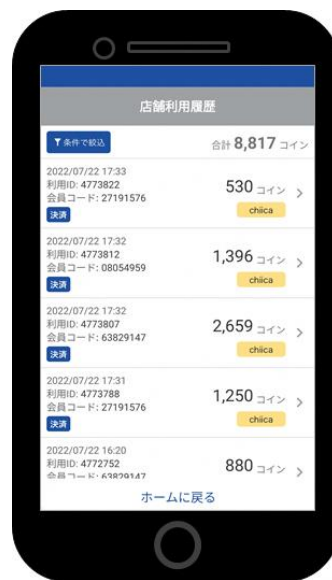 店舗利用履歴
条件で絞込
合計 8,817 コイン
2022/07/22 17:33
利用ID: 4773822
会員コード: 27191576
決済
530 コイン
chiica
2022/07/22 17:32
利用ID: 4773812
会員コード: 08054959
決済
1,396 コイン
chiica
2022/07/22 17:32
利用ID: 4773807
会員コード: 63829147
決済
2,659 コイン
chiica
2022/07/22 17:31
利用ID: 4773788
会員コード: 27191576
決済
1,250 コイン
chiica
2022/07/22 16:20
利用ID: 4772752
会員コード: 63829147
880 コイン
ホームに戻る